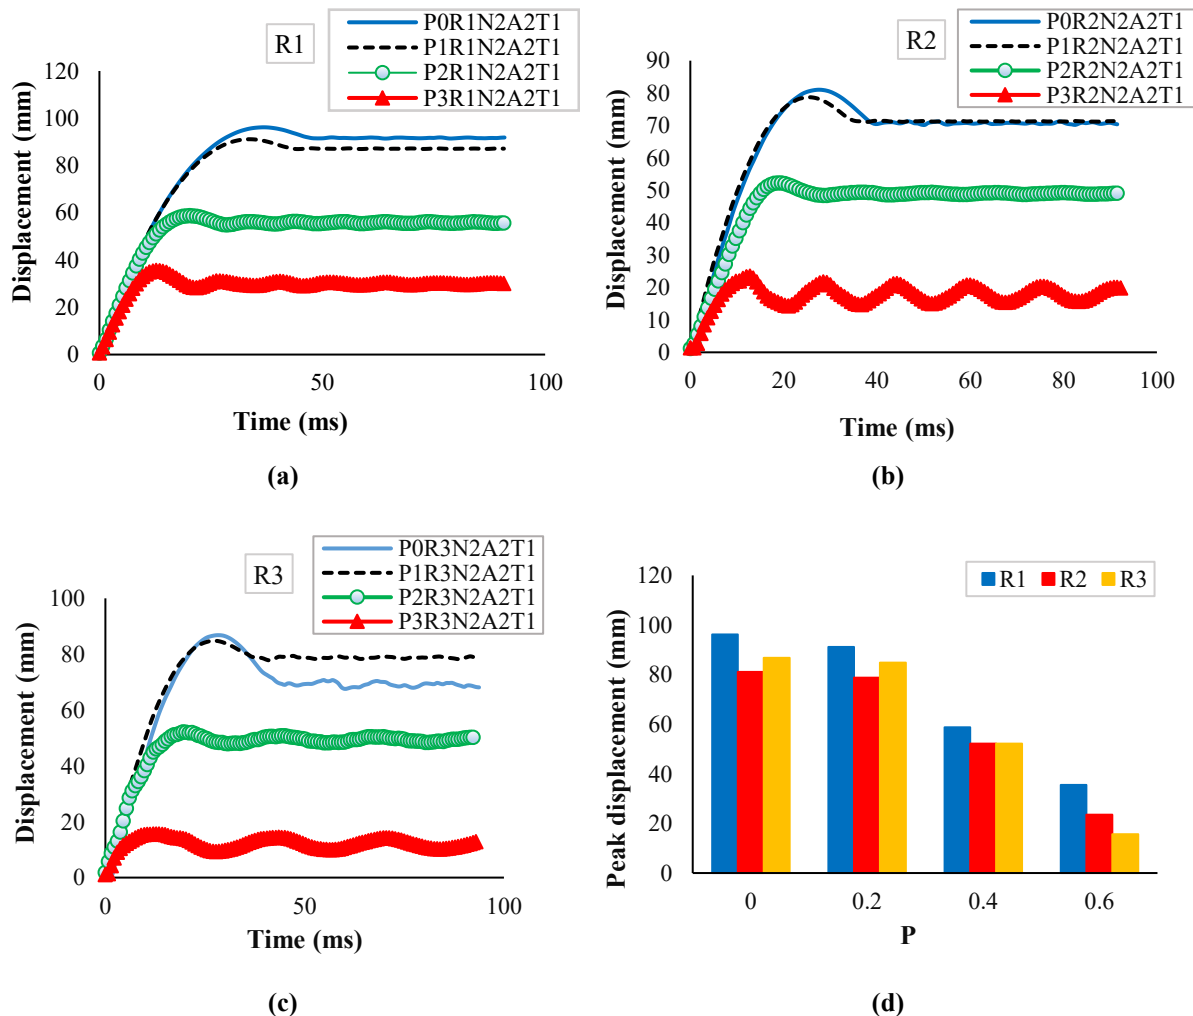 R1
P0R1N2A2T1
P1R1N2A2T1
P2R1N2A2T1
P3R1N2A2T1
Displacement (mm)
120
100
80
60
40
20
0
0 50 100
Time (ms)
(a)
R2
P0R2N2A2T1
P1R2N2A2T1
P2R2N2A2T1
P3R2N2A2T1
Displacement (mm)
90
80
70
60
50
40
30
20
10
0
0 20 40 60 80 100
Time (ms)
(b)
R3
P0R3N2A2T1
P1R3N2A2T1
P2R3N2A2T1
P3R3N2A2T1
Displacement (mm)
100
80
60
40
20
0
0 50 100
Time (ms)
(c)
R1 R2 R3
Peak displacement (mm)
120
100
80
60
40
20
0
0 0.2 0.4 0.6
P
(d)